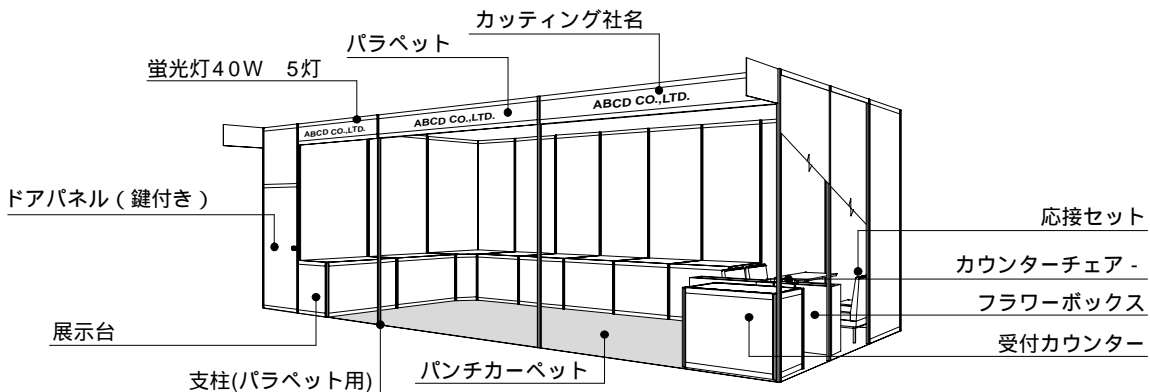 カッティング社名
パラペット
蛍光灯40W　5灯
ABCD CO.,LTD.
ABCD CO.,LTD.
ABCD CO.,LTD.
ドアパネル ( 鍵付き )
応接セット
カウンターチェア -
フラワーボックス
展示台
受付カウンター
パンチカーペット
支柱(パラペット用)